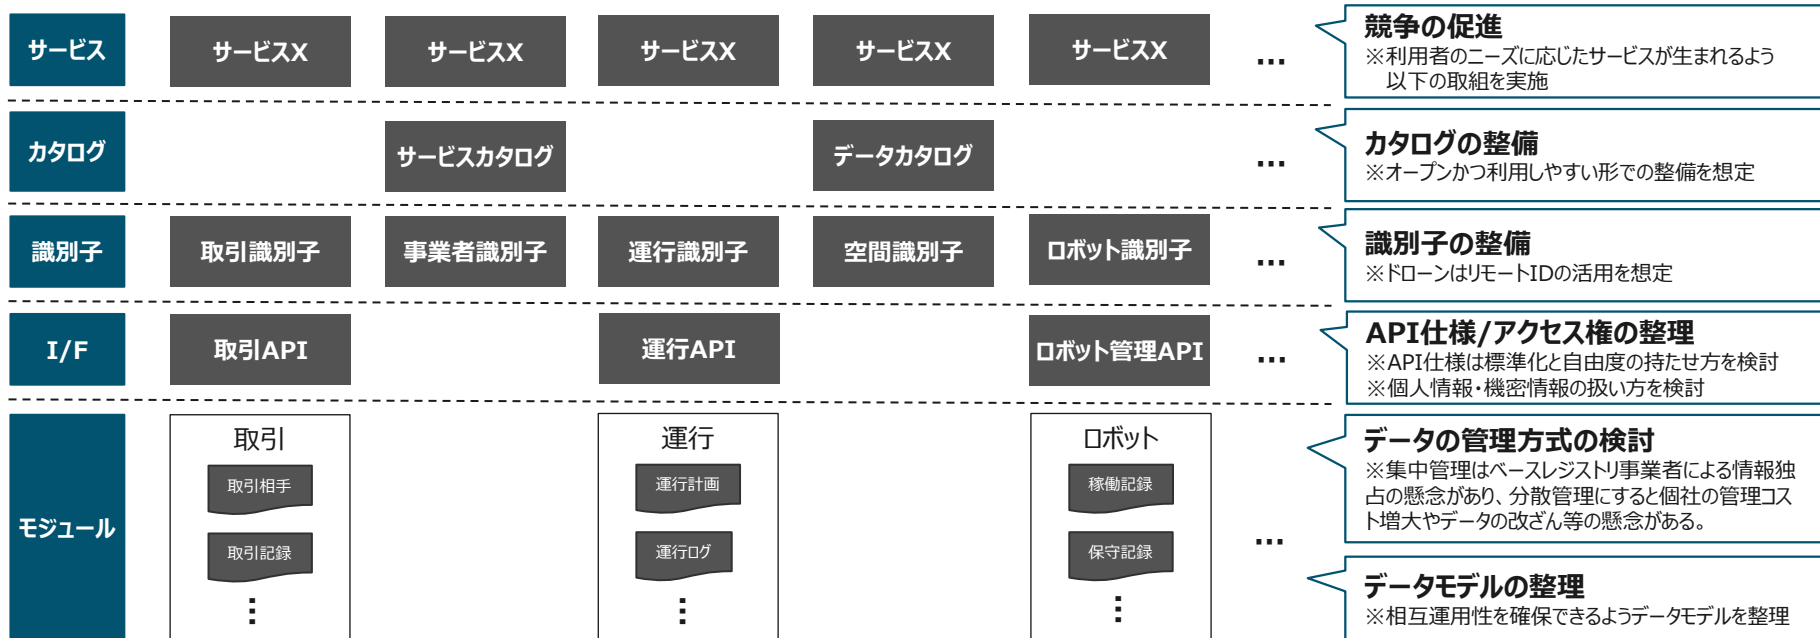 サービス
サービスX
サービスX
サービスX
サービスX
サービスX
…
競争の促進
※利用者のニーズに応じたサービスが生まれるよう
以下の取組を実施
カタログ
サービスカタログ
データカタログ
…
カタログの整備
※オープンかつ利用しやすい形での整備を想定
識別子
取引識別子
事業者識別子
運行識別子
空間識別子
ロボット識別子
…
識別子の整備
※ドローンはリモートIDの活用を想定
I/F
取引API
運行API
ロボット管理API
…
API仕様/アクセス権の整理
※API仕様は標準化と自由度の持たせ方を検討
※個人情報・機密情報の扱い方を検討
モジュール
取引
取引相手
取引記録
⋮
運行
運行計画
運行ログ
⋮
ロボット
稼働記録
保守記録
⋮
…
データの管理方式の検討
※集中管理はベースレジストリ事業者による情報独
占の懸念があり、分散管理にすると個社の管理コス
ト増大やデータの改ざん等の懸念がある。
データモデルの整理
※相互運用性を確保できるようデータモデルを整理